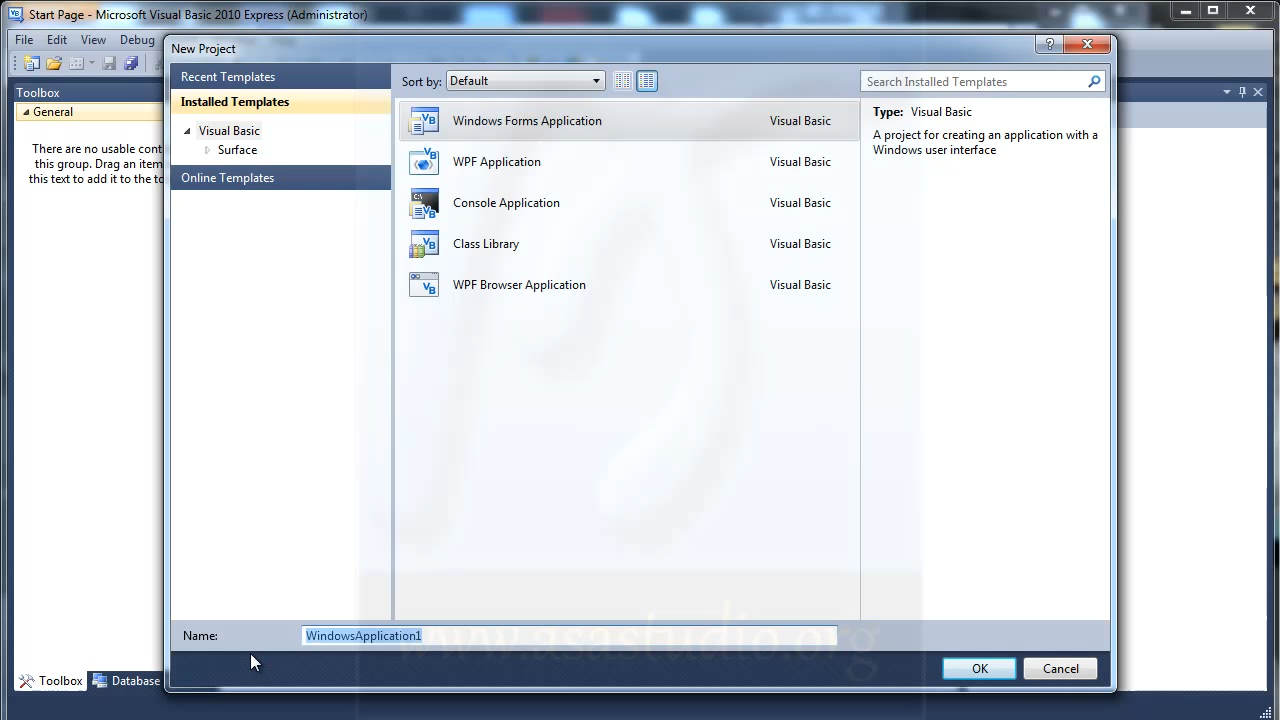 Start Page - Microsoft Visual Basic 2010 Express (Administrator)
File Edit View Debug
New Project
Toolbox
General
There are no usable cont
this group. Drag an item
this text to add it to the to
Recent Templates
Installed Templates
Visual Basic
Surface
Online Templates
Sort by: Default
Search Installed Templates
Windows Forms Application Visual Basic
WPF Application Visual Basic
Console Application Visual Basic
Class Library Visual Basic
WPF Browser Application Visual Basic
Type: Visual Basic
A project for creating an application with a
Windows user interface
Name: WindowsApplication1
www.asastudio.org
OK Cancel
Toolbox Database